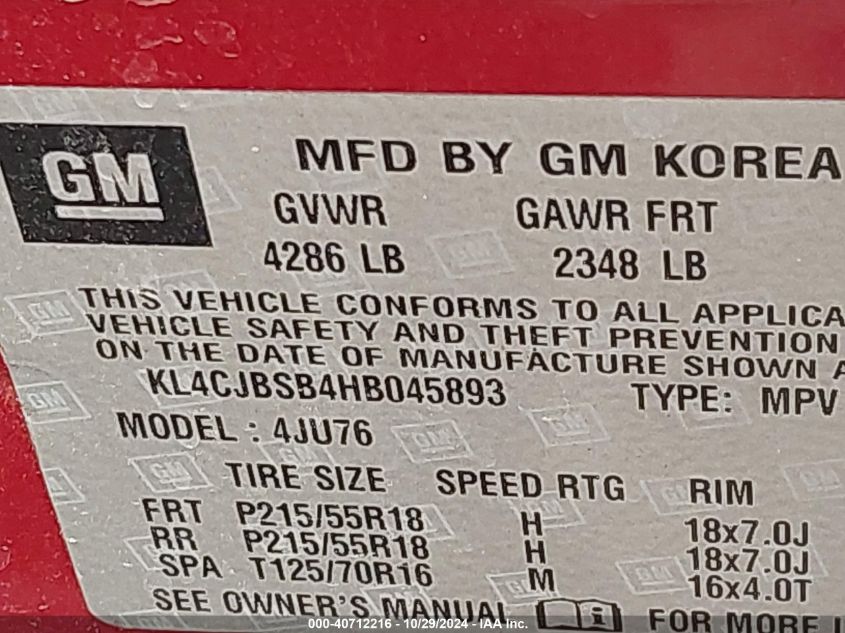 GM
MFD BY GM KOREA
GVWR GAWR FRT
4286 LB 2348 LB
THIS VEHICLE CONFORMS TO ALL APPLICA
VEHICLE SAFETY AND THEFT PREVENTION
ON THE DATE OF MANUFACTURE SHOWN A
KL4CJBSB4HB045893 TYPE: MPV
MODEL : 4JU76
TIRE SIZE SPEED RTG RIM
FRT P215/55R18 H 18x7.0J
RR P215/55R18 H 18x7.0J
SPA T125/70R16 M 16x4.0T
SEE OWNER'S MANUAL i FOR MORE I
000-40712216 - 10/29/2024 - IAA Inc.